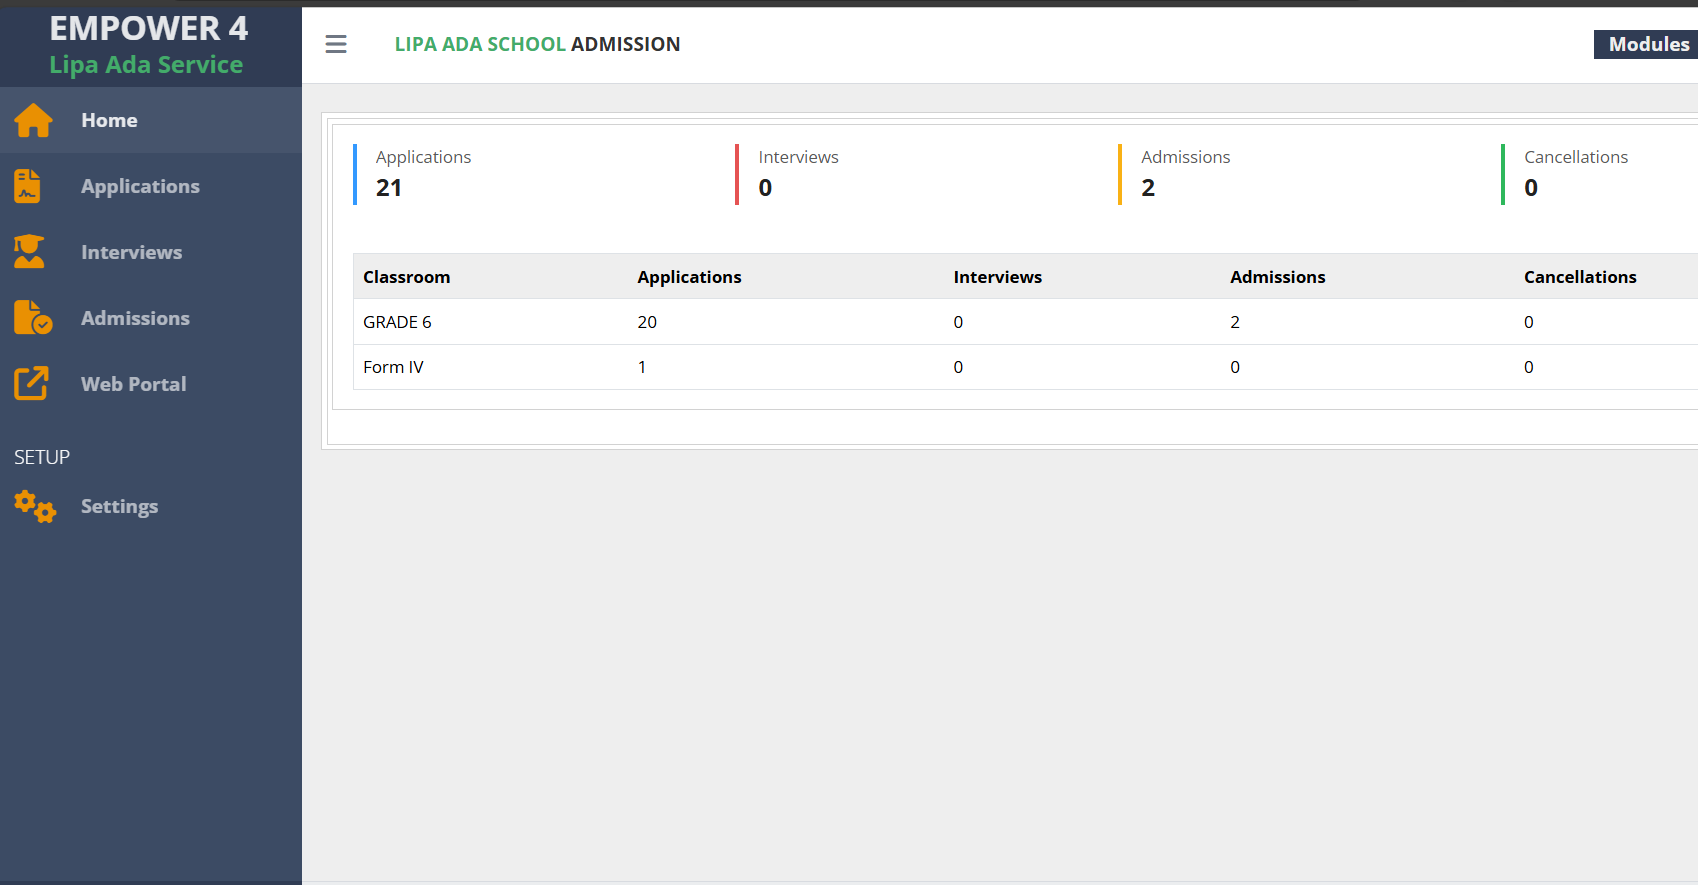 EMPOWER 4
Lipa Ada Service
Home
Applications
Interviews
Admissions
Web Portal
SETUP
Settings
LIPA ADA SCHOOL ADMISSION
Modules
Applications Interviews Admissions Cancellations
21 0 2 0
Classroom Applications Interviews Admissions Cancellations
GRADE 6 20 0 2 0
Form IV 1 0 0 0